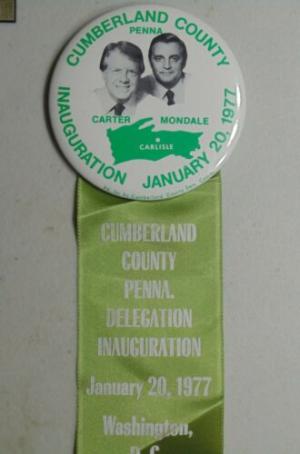 CUMBERLAND COUNTY
PENNA.
CARTER MONDALE
CARLISLE
INAUGURATION JANUARY 20, 1977
CUMBERLAND
COUNTY
PENNA.
DELEGATION
INAUGURATION
January 20, 1977
Washington,
D.C.